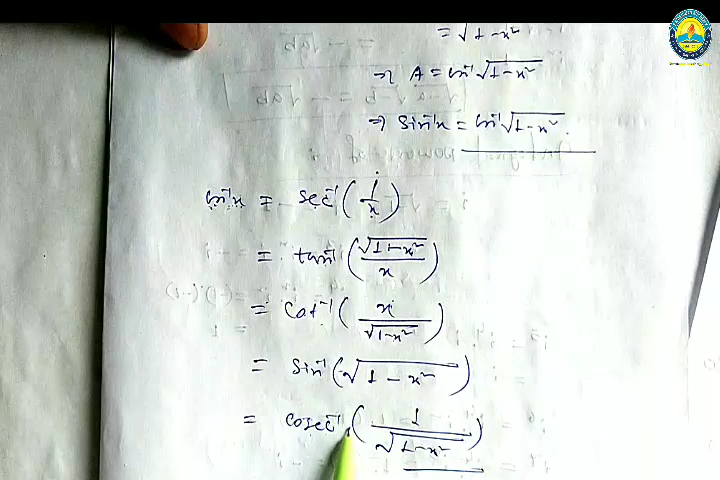 = √1-x²
⇒ A = cos⁻¹ √1-x²
⇒ sin⁻¹x = cos⁻¹ √1-x².
cos⁻¹x = sec⁻¹ (1/x)
= tan⁻¹ (√1-x²/x)
= cot⁻¹ (x/√1-x²)
= sin⁻¹ (√1-x²)
= cosec⁻¹ (1/√1-x²)